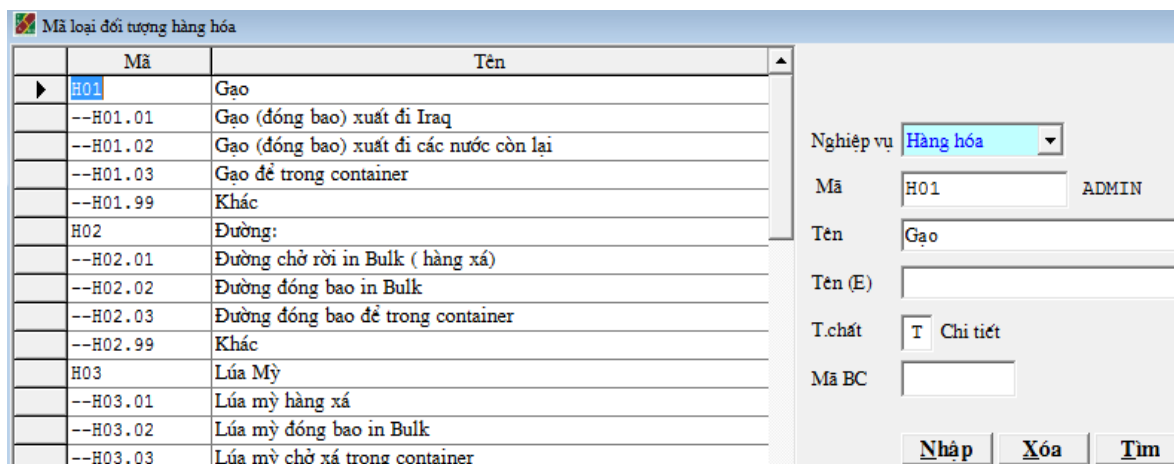 Mã loại đối tượng hàng hóa
Mã Tên
H01 Gạo
--H01.01 Gạo (đóng bao) xuất đi Iraq
--H01.02 Gạo (đóng bao) xuất đi các nước còn lại
--H01.03 Gạo để trong container
--H01.99 Khác
H02 Đường:
--H02.01 Đường chở rời in Bulk ( hàng xá)
--H02.02 Đường đóng bao in Bulk
--H02.03 Đường đóng bao để trong container
--H02.99 Khác
H03 Lúa Mỳ
--H03.01 Lúa mỳ hàng xá
--H03.02 Lúa mỳ đóng bao in Bulk
--H03.03 Lúa mỳ chở xá trong container
Nghiệp vụ Hàng hóa
Mã H01 ADMIN
Tên Gạo
Tên (E)
T.chất T Chi tiết
Mã BC
Nhập Xóa Tìm